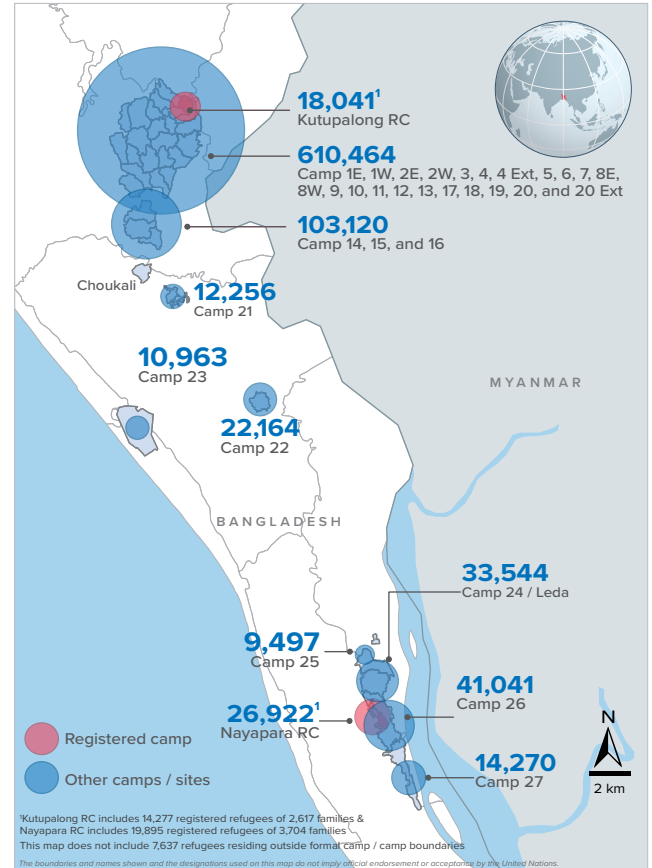 18,041¹
Kutupalong RC
610,464
Camp 1E, 1W, 2E, 2W, 3, 4, 4 Ext, 5, 6, 7, 8E,
8W, 9, 10, 11, 12, 13, 17, 18, 19, 20, and 20 Ext
103,120
Camp 14, 15, and 16
Choukali
12,256
Camp 21
10,963
Camp 23
MYANMAR
22,164
Camp 22
BANGLADESH
33,544
Camp 24 / Leda
9,497
Camp 25
41,041
Camp 26
26,922¹
Nayapara RC
N
Registered camp
14,270
Camp 27
Other camps / sites
2 km
¹Kutupalong RC includes 14,277 registered refugees of 2,617 families &
Nayapara RC includes 19,895 registered refugees of 3,704 families
This map does not include 7,637 refugees residing outside formal camp / camp boundaries
The boundaries and names shown and the designations used on this map do not imply official endorsement or acceptance by the United Nations.